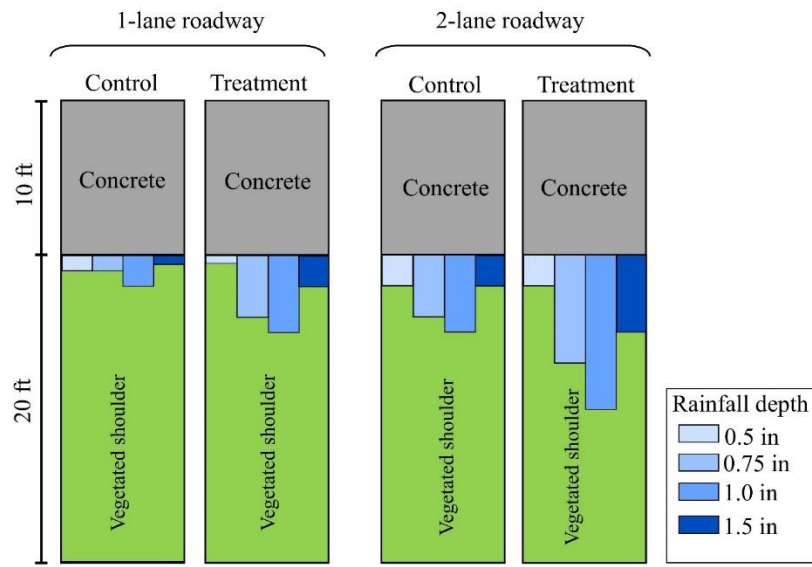 1-lane roadway
2-lane roadway
Control
Treatment
Control
Treatment
10 ft
Concrete
Concrete
Concrete
Concrete
20 ft
Vegetated shoulder
Vegetated shoulder
Vegetated shoulder
Vegetated shoulder
Rainfall depth
0.5 in
0.75 in
1.0 in
1.5 in